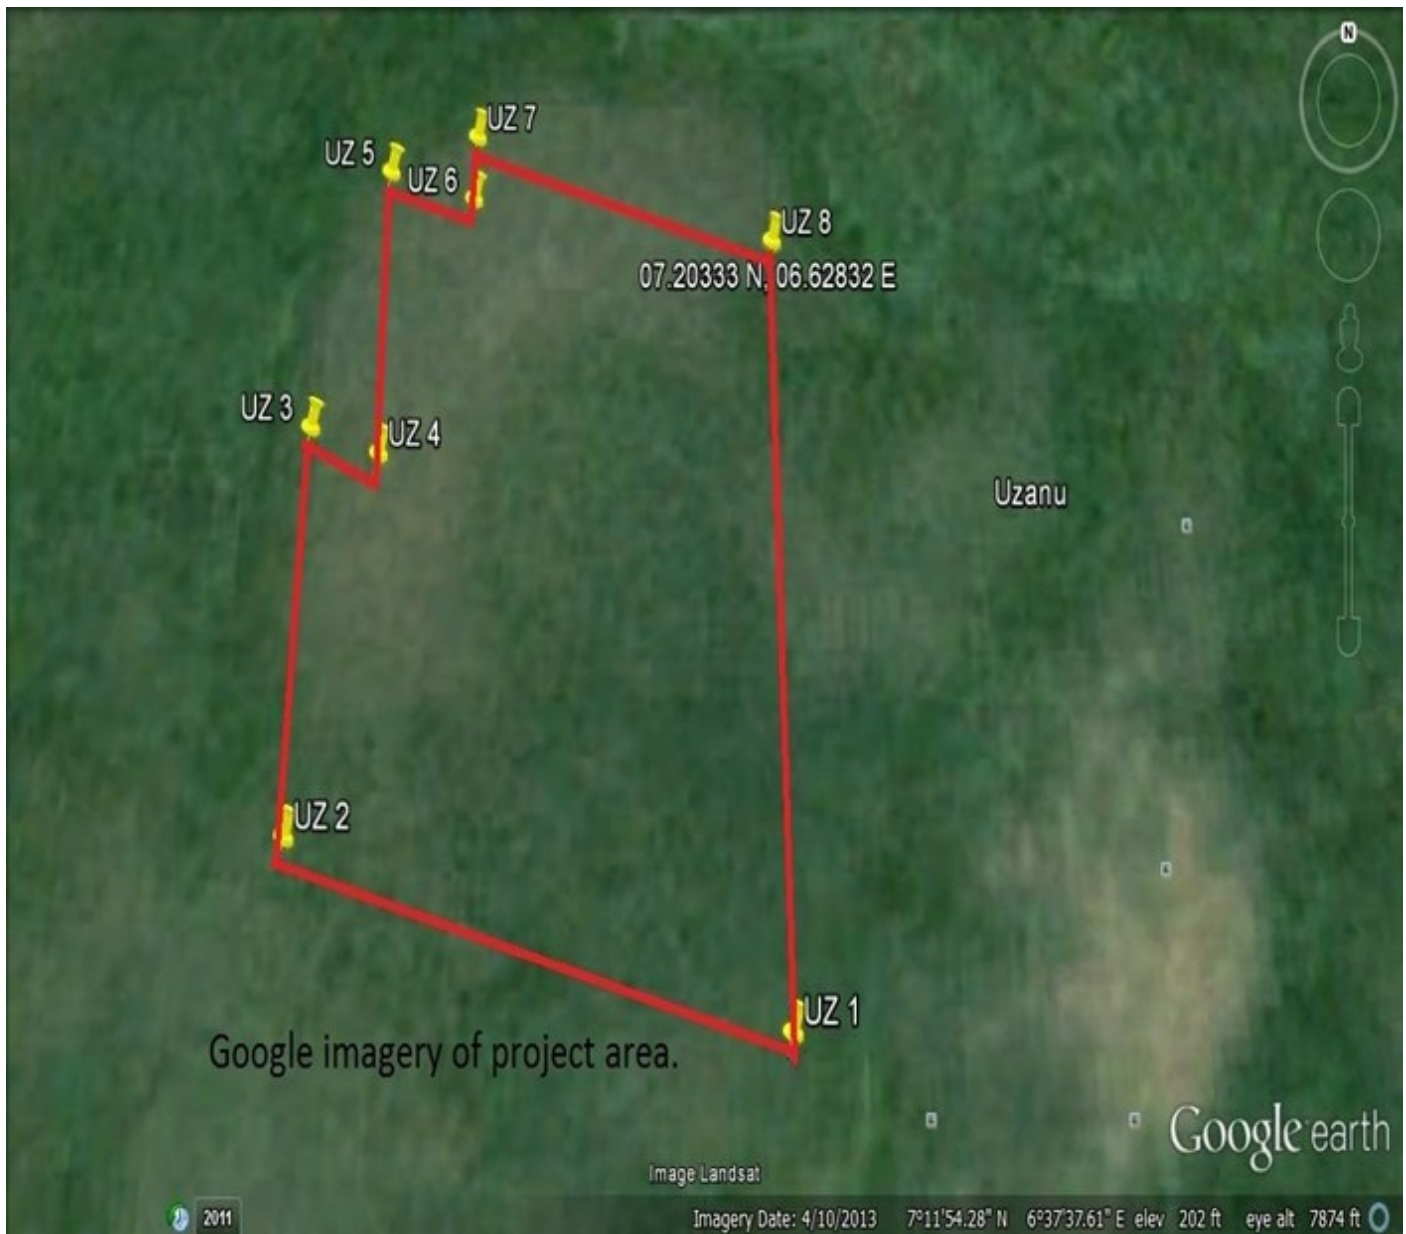 N
UZ 7
UZ 5
UZ 6
UZ 8
07.20333 N, 06.62832 E
UZ 3
UZ 4
Uzanu
UZ 2
UZ 1
Google imagery of project area.
Google earth
Image Landsat
2011
Imagery Date: 4/10/2013 7°11'54.28" N 6°37'37.61" E elev 202 ft eye alt 7874 ft